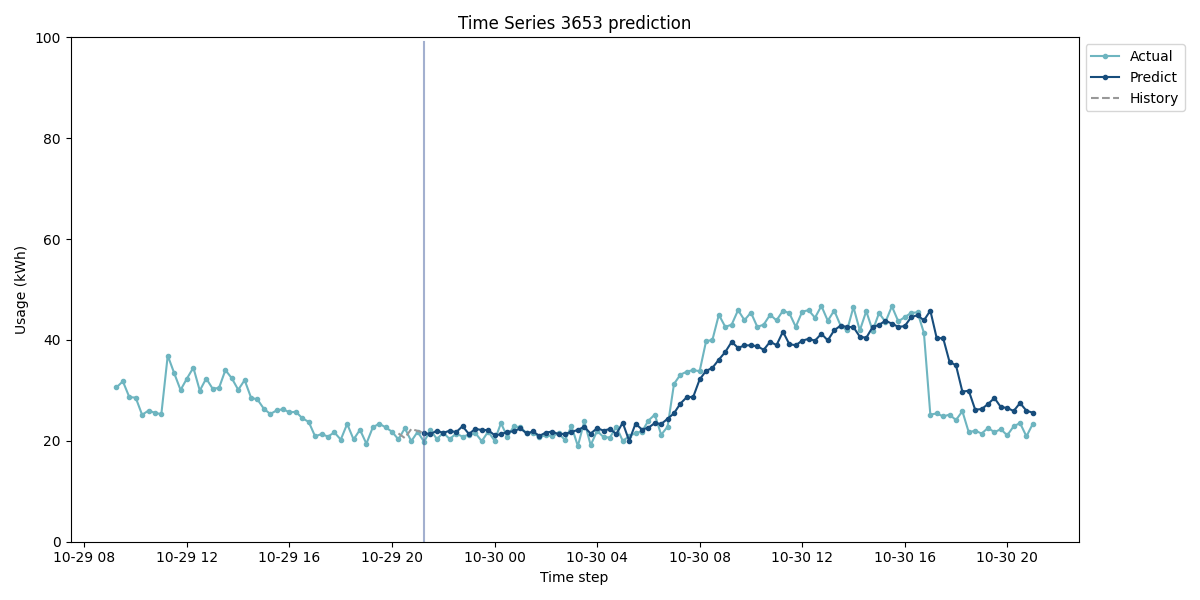 Time Series 3653 prediction
100
80
60
40
20
0
Usage (kWh)
10-29 08
10-29 12
10-29 16
10-29 20
10-30 00
10-30 04
10-30 08
10-30 12
10-30 16
10-30 20
Time step
Actual
Predict
History